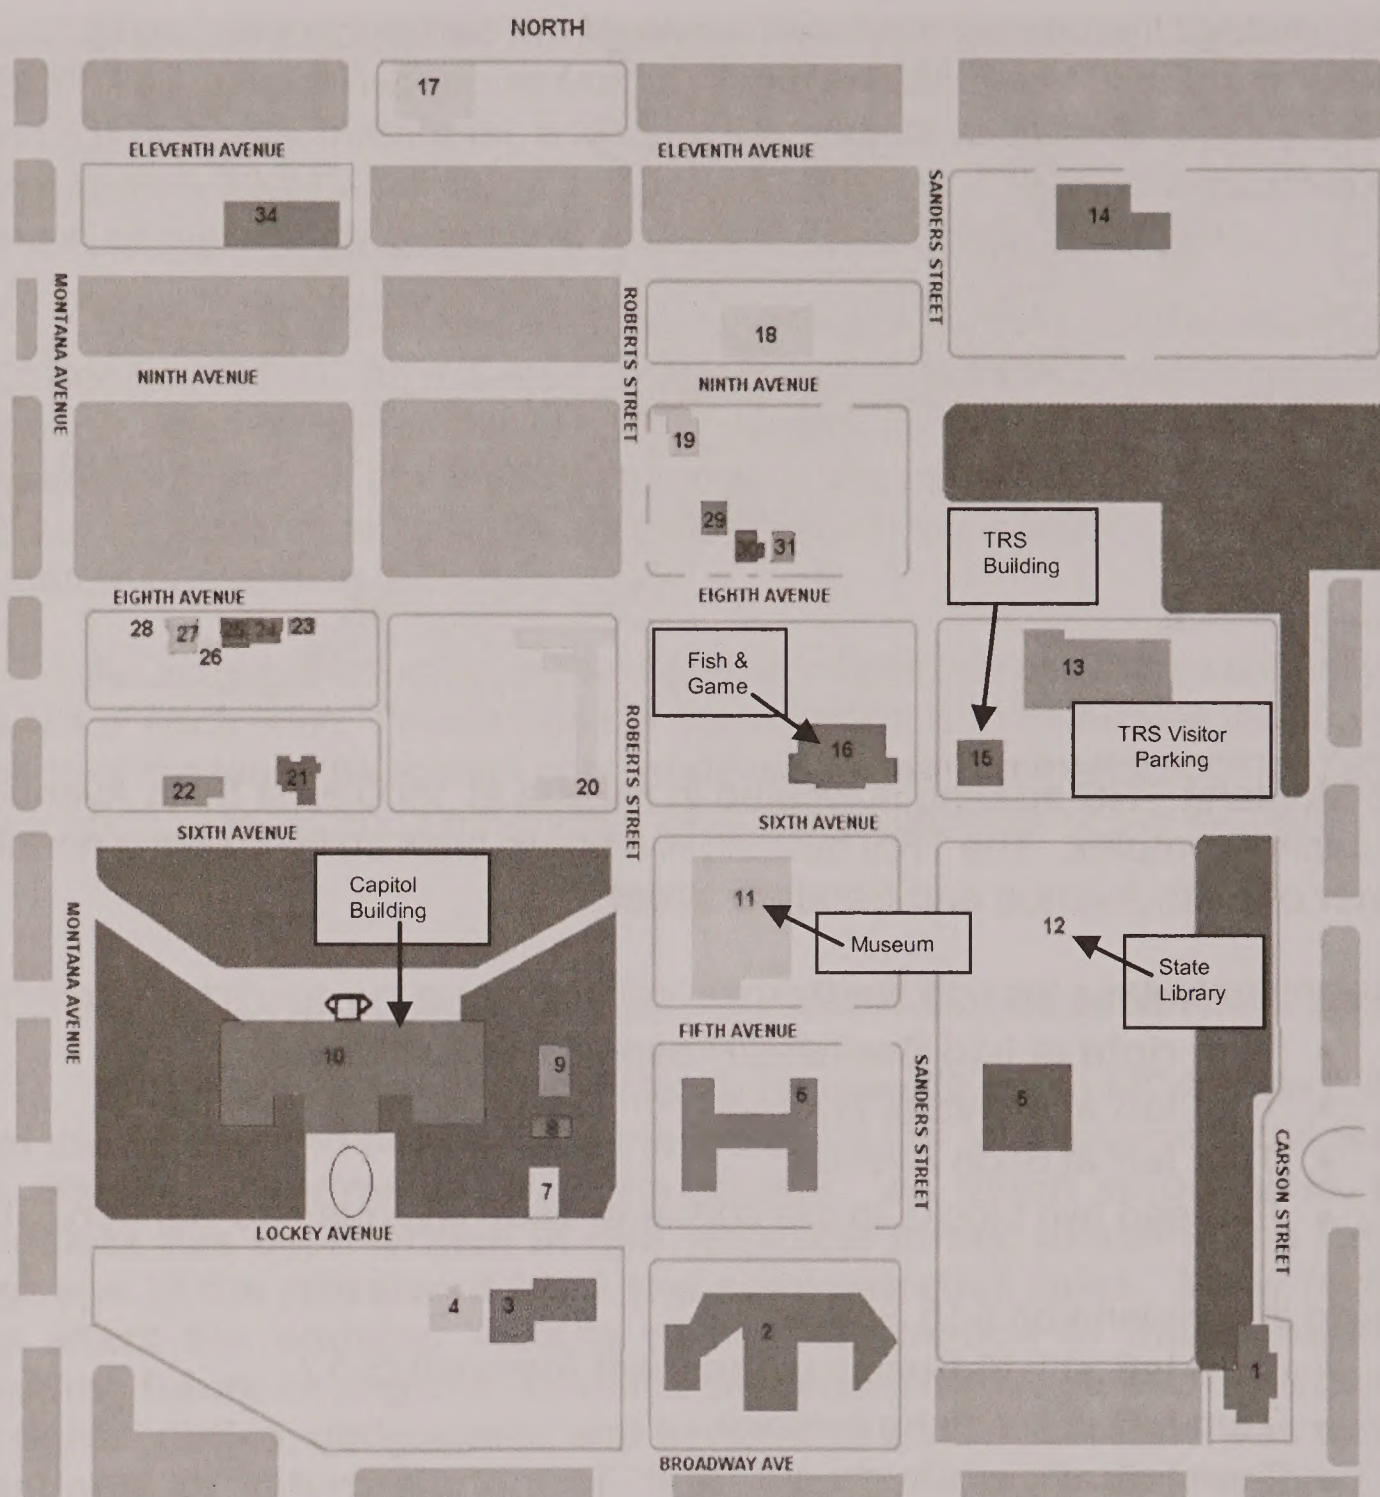 NORTH
17
ELEVENTH AVENUE
ELEVENTH AVENUE
34
SANDERS STREET
14
MONTANA AVENUE
ROBERTS STREET
18
NINTH AVENUE
NINTH AVENUE
19
29
30
31
TRS
Building
EIGHTH AVENUE
EIGHTH AVENUE
28
27
25
24
23
26
Fish &
Game
13
ROBERTS STREET
TRS Visitor
Parking
16
15
22
21
20
SIXTH AVENUE
SIXTH AVENUE
Capitol
Building
11
Museum
12
State
Library
MONTANA AVENUE
FIFTH AVENUE
10
9
8
7
6
SANDERS STREET
5
CARSON STREET
LOCKEY AVENUE
4
3
2
1
BROADWAY AVE